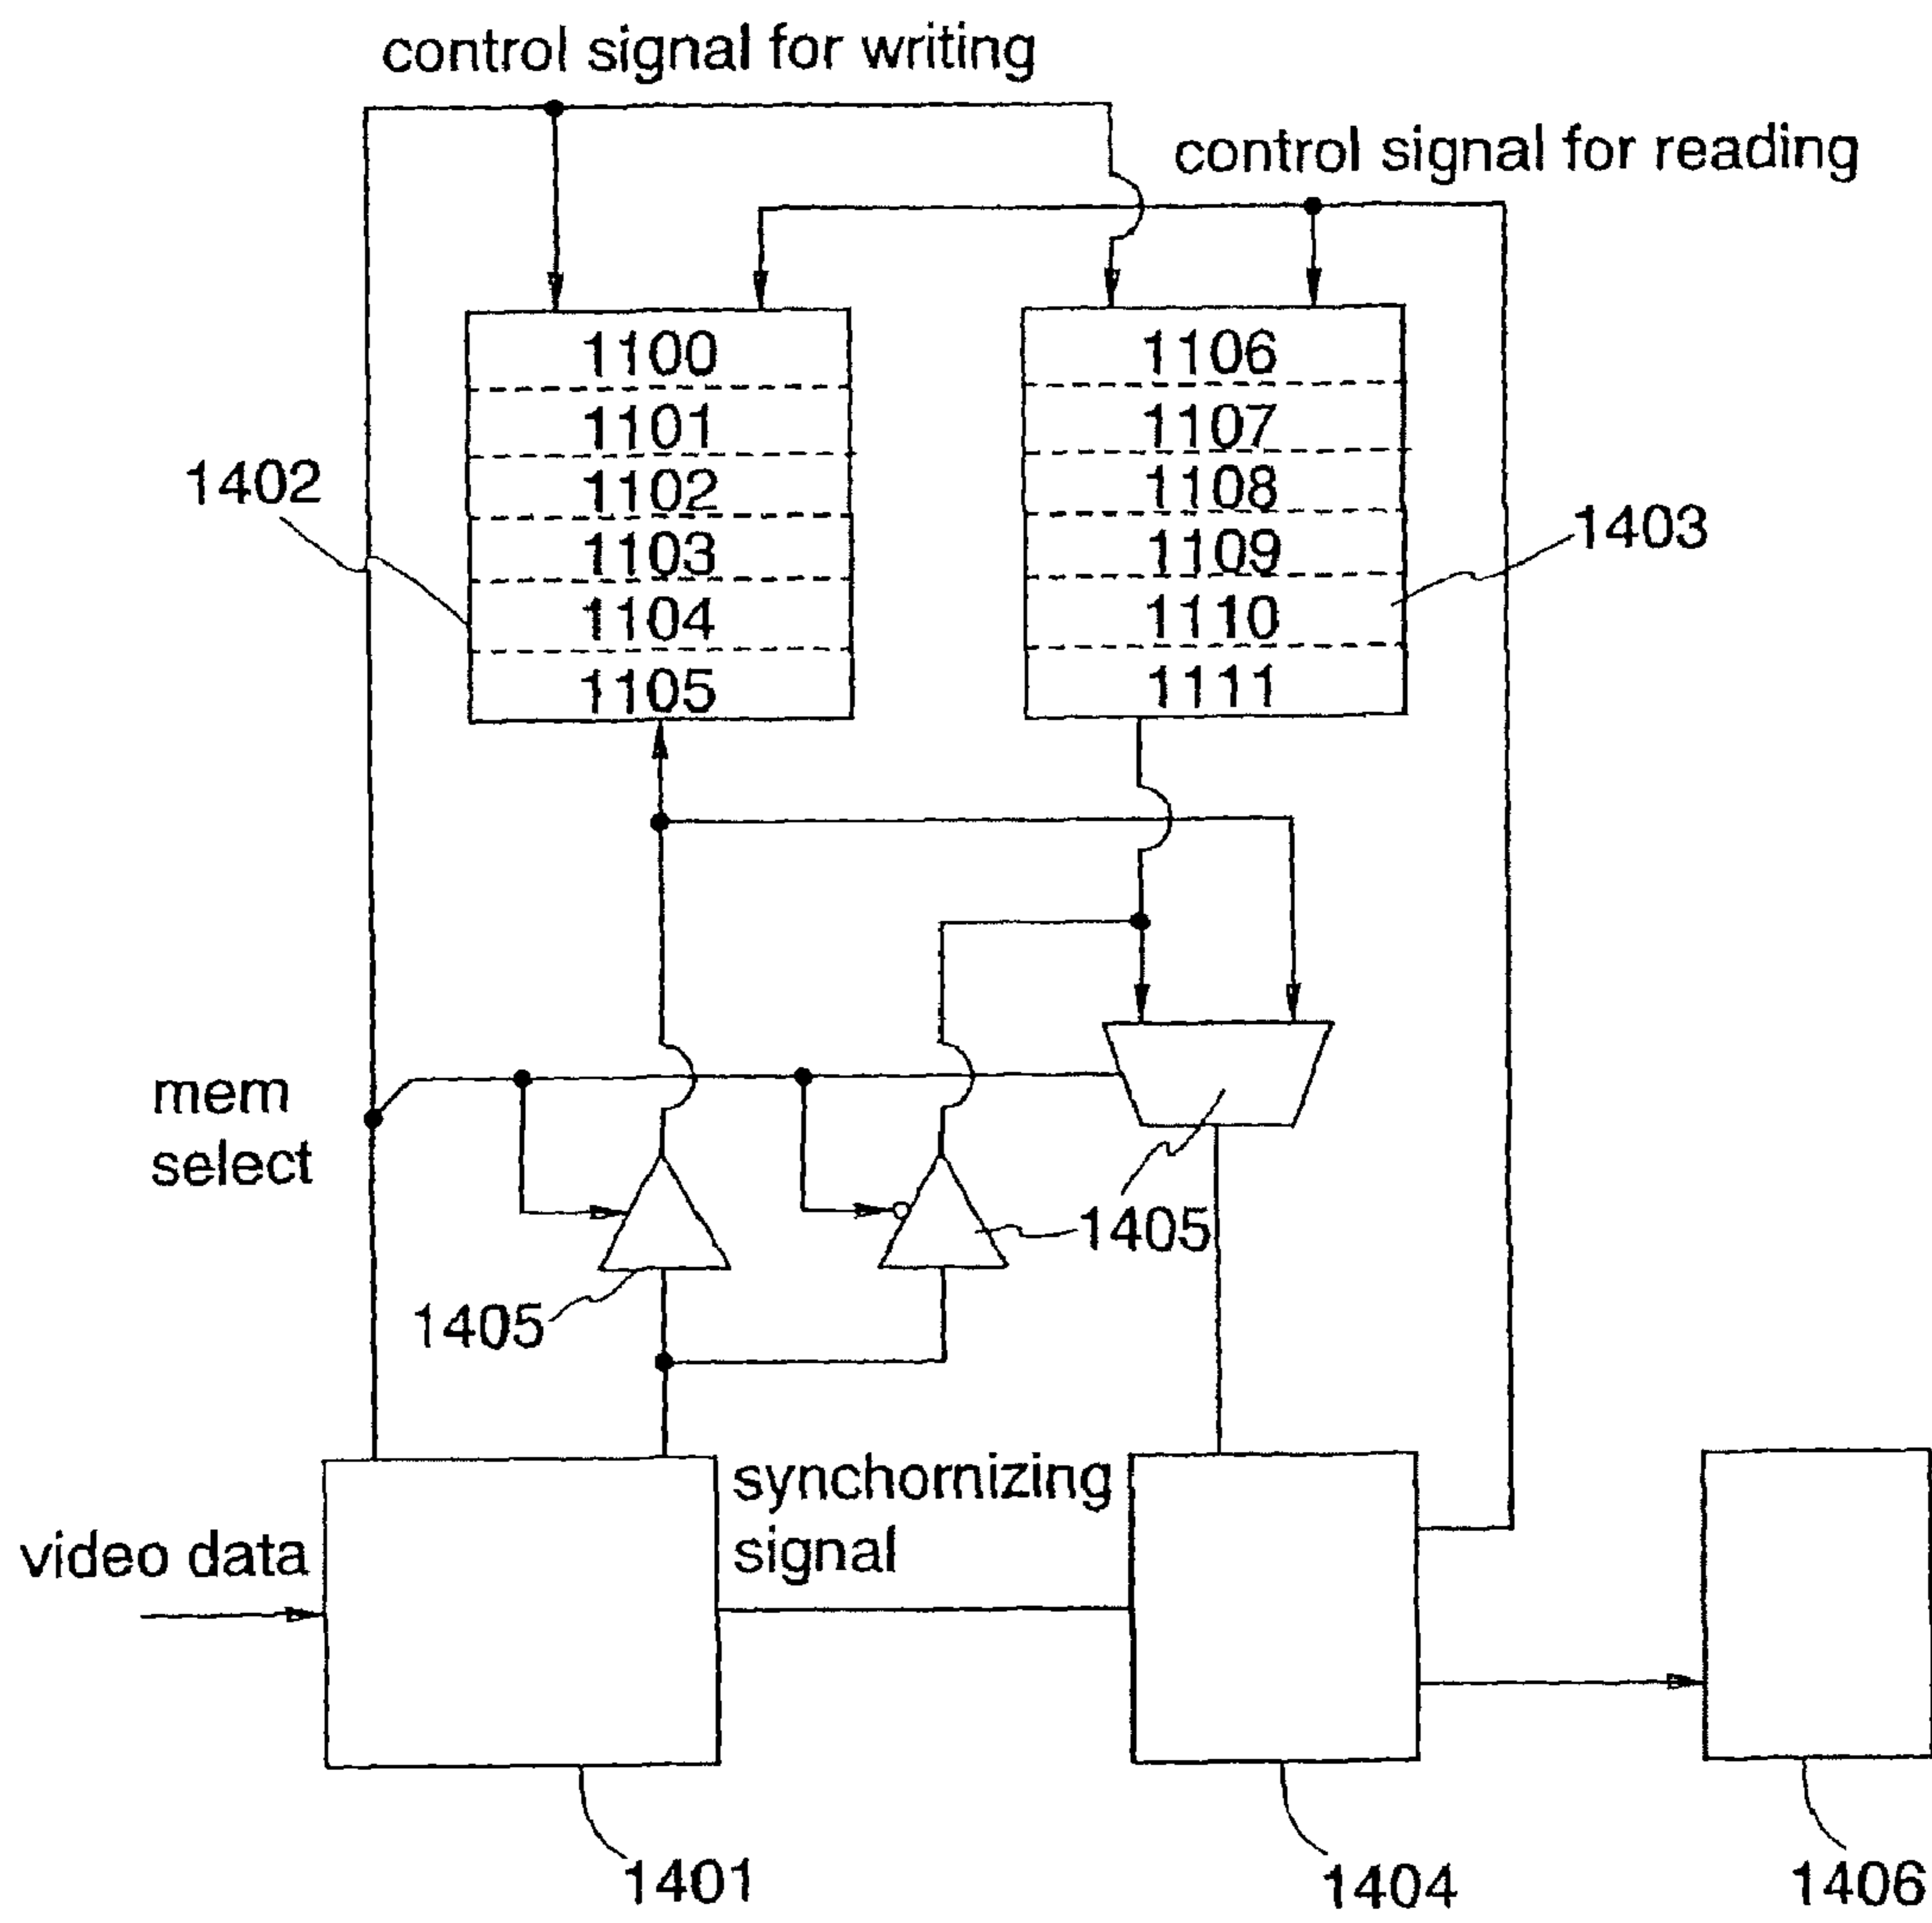 control signal for writing
control signal for reading
1100
1101
1102
1103
1104
1105
1106
1107
1108
1109
1110
1111
1402
1403
mem
select
1405
1405
synchornizing
signal
video data
1401
1404
1406